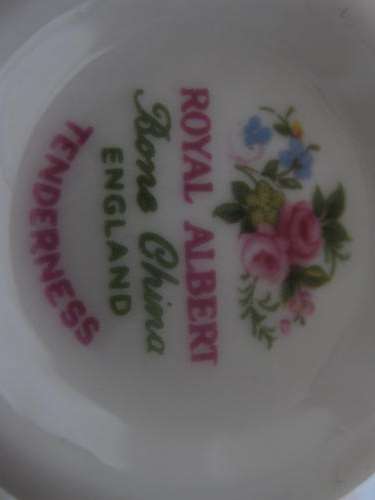 ROYAL ALBERT
Bone China
ENGLAND
TENDERNESS